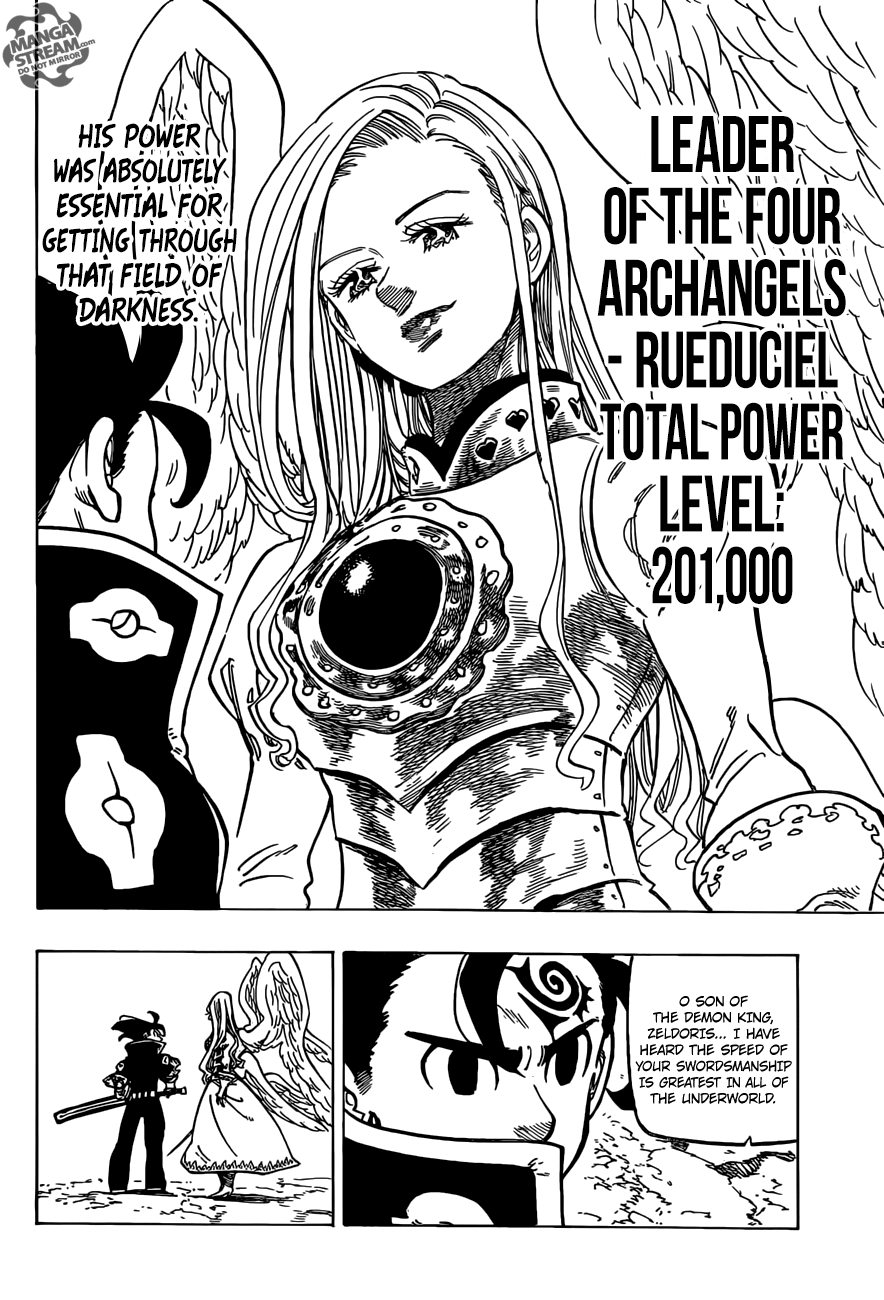 MANGA
STREAM.com
DO NOT MIRROR
HIS POWER
WAS ABSOLUTELY
ESSENTIAL FOR
GETTING THROUGH
THAT FIELD OF
DARKNESS.
LEADER
OF THE FOUR
ARCHANGELS
- RUEDUCIEL
TOTAL POWER
LEVEL:
201,000
O SON OF
THE DEMON KING,
ZELDORIS... I HAVE
HEARD THE SPEED OF
YOUR SWORDSMANSHIP
IS GREATEST IN ALL OF
THE UNDERWORLD.